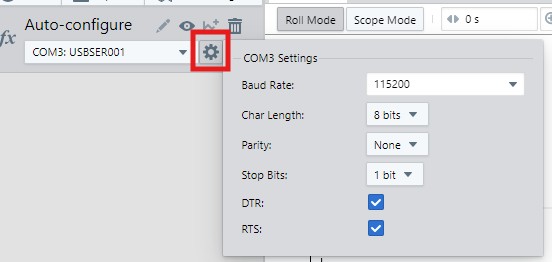 fx
Auto-configure
COM3: USBSER001
Roll Mode
Scope Mode
0 s
COM3 Settings
Baud Rate:
115200
Char Length:
8 bits
Parity:
None
Stop Bits:
1 bit
DTR:
RTS: